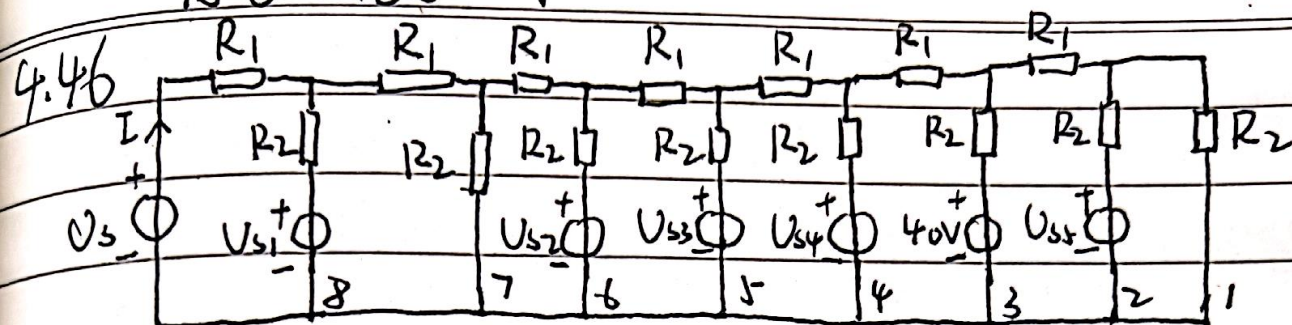 4.46
R1 R1 R1 R1 R1 R1 R1
I R2 R2 R2 R2 R2 R2 R2 R2
+ + + + + + +
Us Us1 Us2 Us3 Us4 40V Us5
- - - - - - -
8 7 6 5 4 3 2 1